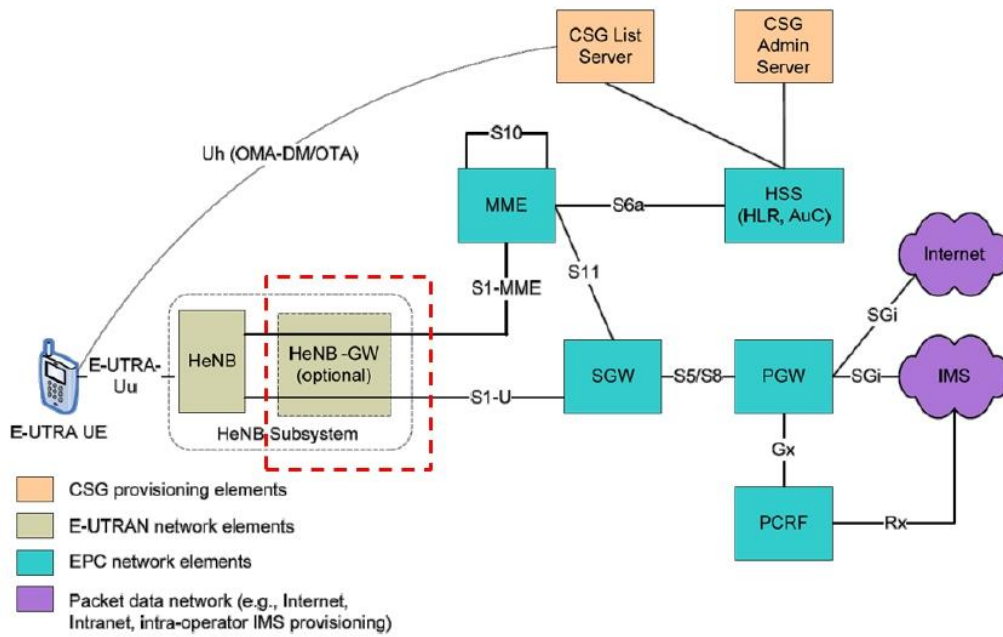 CSG List
Server
CSG
Admin
Server
Uh (OMA-DM/OTA)
S10
MME
S6a
HSS
(HLR, AuC)
Internet
S1-MME
S11
SGi
HeNB
HeNB -GW
(optional)
E-UTRA-
Uu
S1-U
SGW
S5/S8
PGW
SGi
IMS
E-UTRA UE
HeNB Subsystem
Gx
PCRF
Rx
CSG provisioning elements
E-UTRAN network elements
EPC network elements
Packet data network (e.g., Internet,
Intranet, intra-operator IMS provisioning)